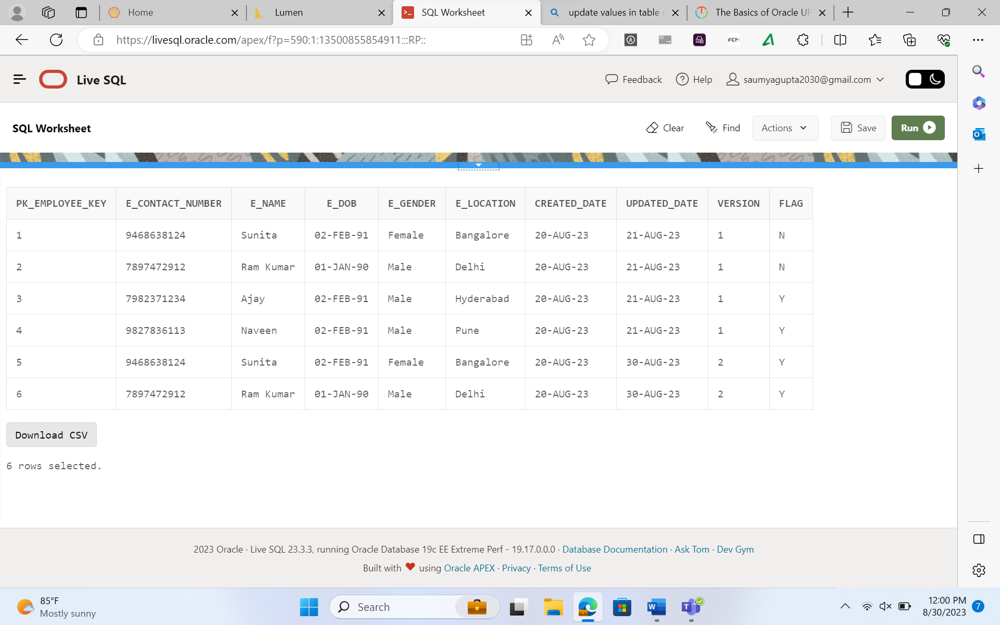 Home
Lumen
SQL Worksheet
update values in table
The Basics of Oracle UP
https://livesql.oracle.com/apex/f?p=590:1:13500855854911:::RP::
FCM
Live SQL
Feedback
Help
saumyagupta2030@gmail.com
SQL Worksheet
Clear
Find
Actions
Save
Run
PK_EMPLOYEE_KEY E_CONTACT_NUMBER E_NAME E_DOB E_GENDER E_LOCATION CREATED_DATE UPDATED_DATE VERSION FLAG
1 9468638124 Sunita 02-FEB-91 Female Bangalore 20-AUG-23 21-AUG-23 1 N
2 7897472912 Ram Kumar 01-JAN-90 Male Delhi 20-AUG-23 21-AUG-23 1 N
3 7982371234 Ajay 02-FEB-91 Male Hyderabad 20-AUG-23 21-AUG-23 1 Y
4 9827836113 Naveen 02-FEB-91 Male Pune 20-AUG-23 21-AUG-23 1 Y
5 9468638124 Sunita 02-FEB-91 Female Bangalore 20-AUG-23 30-AUG-23 2 Y
6 7897472912 Ram Kumar 01-JAN-90 Male Delhi 20-AUG-23 30-AUG-23 2 Y
Download CSV
6 rows selected.
2023 Oracle · Live SQL 23.3.3, running Oracle Database 19c EE Extreme Perf - 19.17.0.0.0 · Database Documentation · Ask Tom · Dev Gym
Built with ❤ using Oracle APEX · Privacy · Terms of Use
85°F
Mostly sunny
Search
12:00 PM
8/30/2023
7